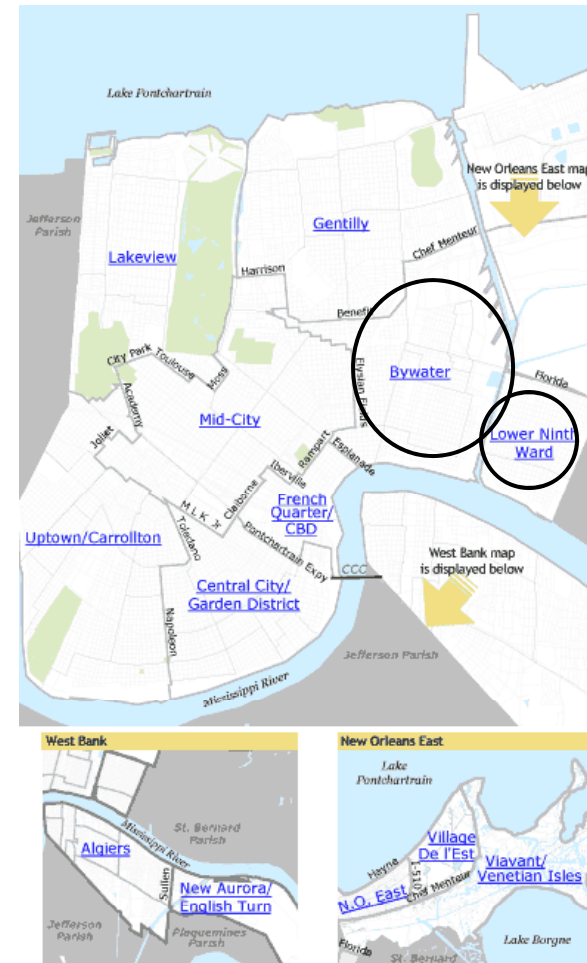 Lake Pontchartrain
New Orleans East map
is displayed below
Jefferson
Parish
Gentilly
Chef Menteur
Lakeview
Harrison
Benefit
City Park
Toulouse
Moss
Elysian Fields
Bywater
Florida
Academy
Mid-City
Joliet
Lower Ninth
Ward
Rampart
Esplanade
Iberville
Claiborne
French
Quarter/
CBD
M L K Jr
Toledano
Uptown/Carrollton
Pontchartrain Expy
West Bank map
is displayed below
CCC
Central City/
Garden District
Napoleon
Jefferson Parish
Mississippi River
West Bank
Mississippi River
St. Bernard
Parish
Algiers
Sullen
New Aurora/
English Turn
Jefferson
Parish
Plaquemines
Parish
New Orleans East
Lake
Pontchartrain
Village
De l'Est
Hayne
I-510
Viavant/
Venetian Isles
Chef Menteur
N.O. East
Florida
Lake Borgne
St. Bernard